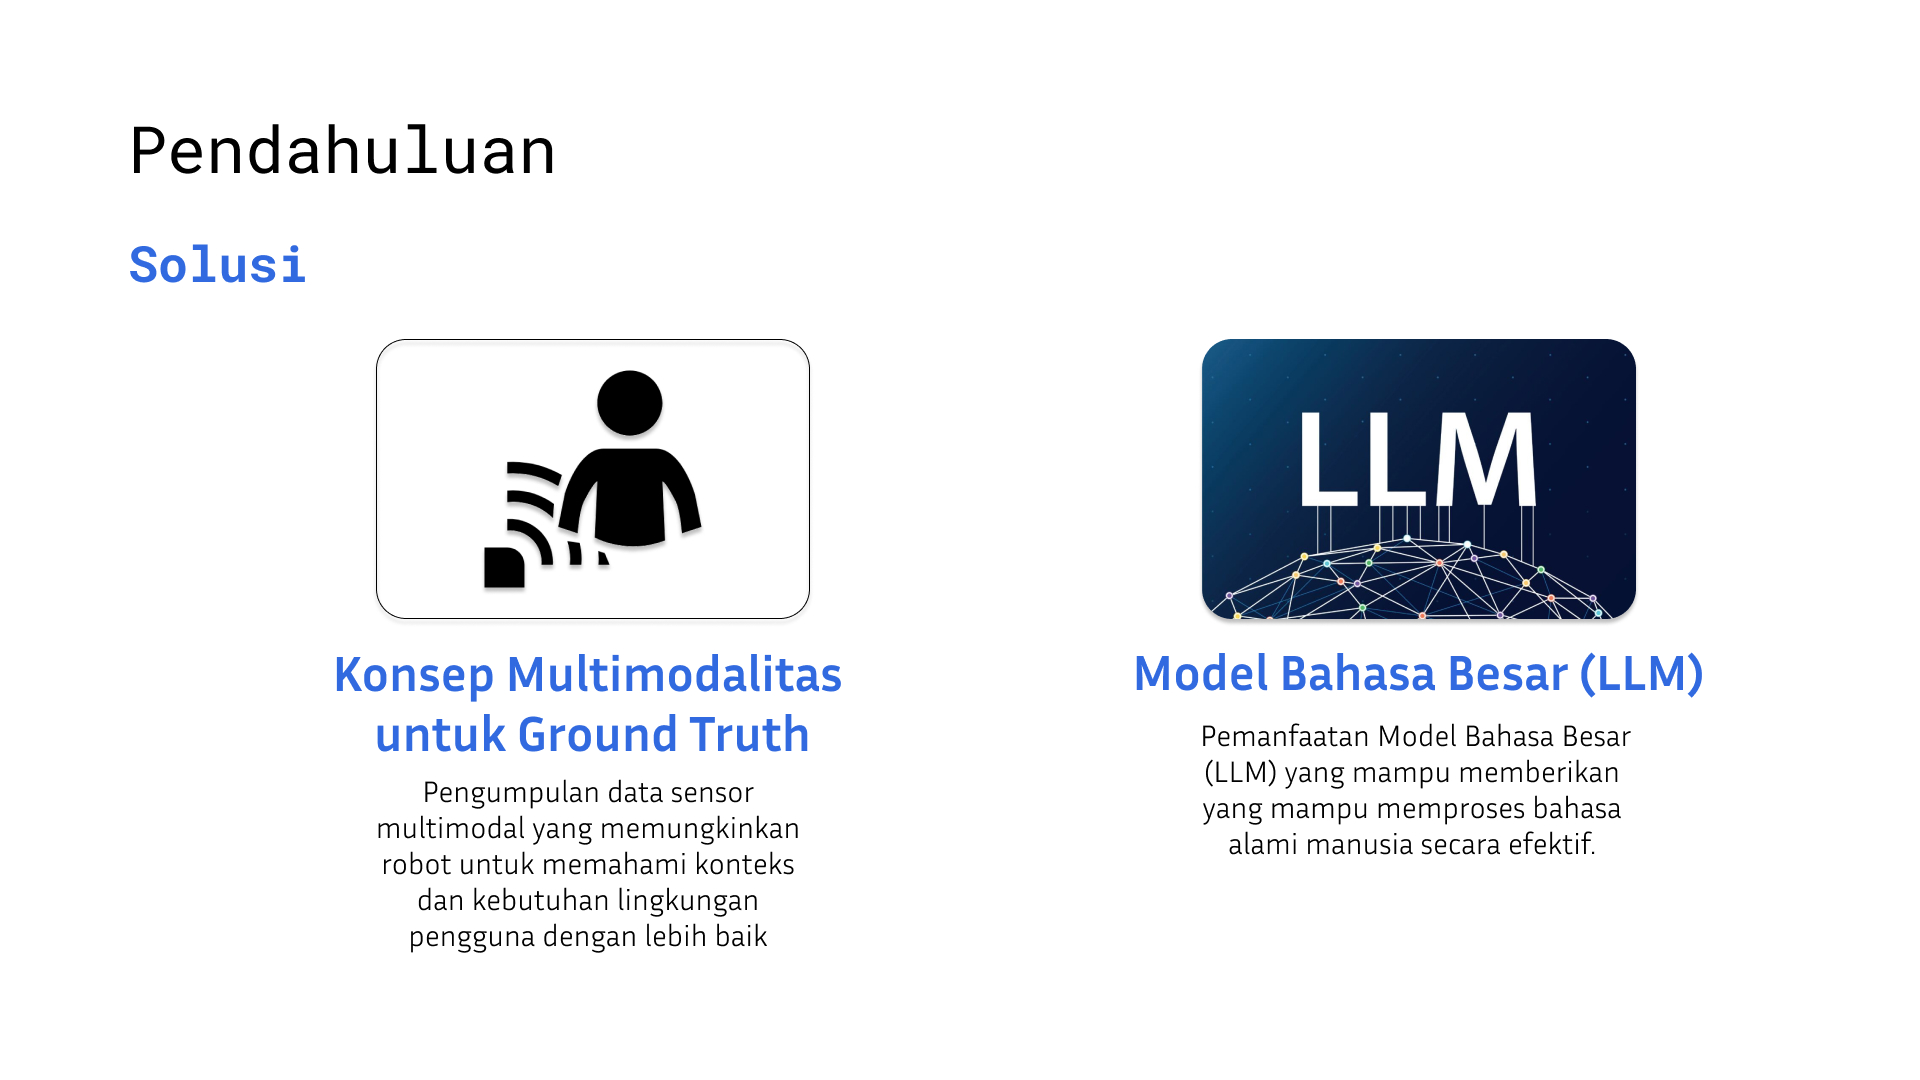 Pendahuluan
Solusi
LLM
Konsep Multimodalitas
untuk Ground Truth
Pengumpulan data sensor
multimodal yang memungkinkan
robot untuk memahami konteks
dan kebutuhan lingkungan
pengguna dengan lebih baik
Model Bahasa Besar (LLM)
Pemanfaatan Model Bahasa Besar
(LLM) yang mampu memberikan
yang mampu memproses bahasa
alami manusia secara efektif.